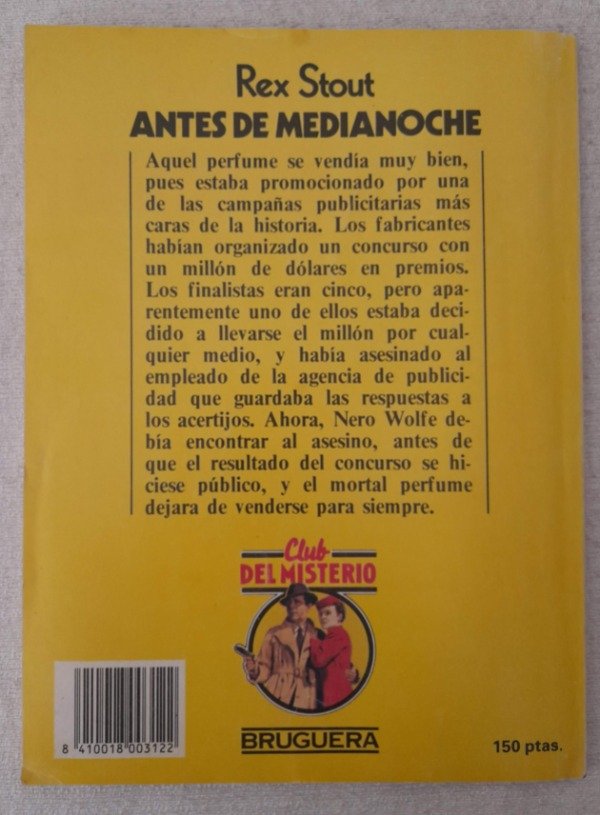 Rex Stout
ANTES DE MEDIANOCHE
Aquel perfume se vendía muy bien,
pues estaba promocionado por una
de las campañas publicitarias más
caras de la historia. Los fabricantes
habían organizado un concurso con
un millón de dólares en premios.
Los finalistas eran cinco, pero apa-
rentemente uno de ellos estaba deci-
dido a llevarse el millón por cual-
quier medio, y había asesinado al
empleado de la agencia de publici-
dad que guardaba las respuestas a
los acertijos. Ahora, Nero Wolfe de-
bía encontrar al asesino, antes de
que el resultado del concurso se hi-
ciese público, y el mortal perfume
dejara de venderse para siempre.
Club
DEL MISTERIO
BRUGUERA
8 410018 003122
150 ptas.